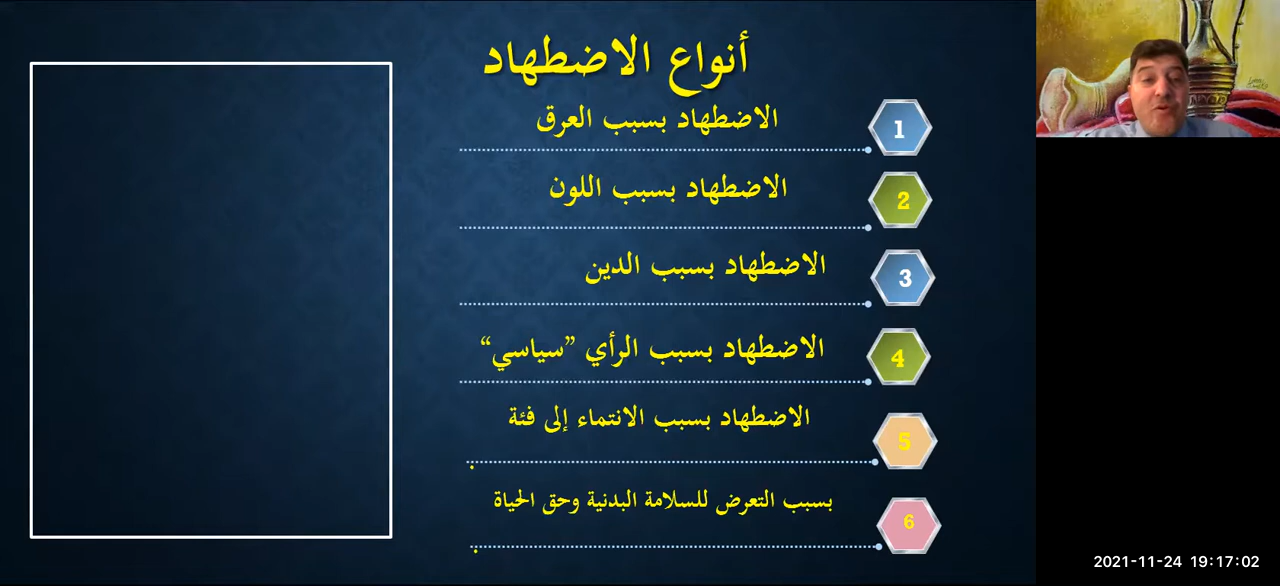 أنواع الاضطهاد
1 الاضطهاد بسبب العرق
2 الاضطهاد بسبب اللون
3 الاضطهاد بسبب الدين
4 الاضطهاد بسبب الرأي ”سياسي“
5 الاضطهاد بسبب الانتماء إلى فئة
.
6 بسبب التعرض للسلامة البدنية وحق الحياة
.
2021-11-24 19:17:02